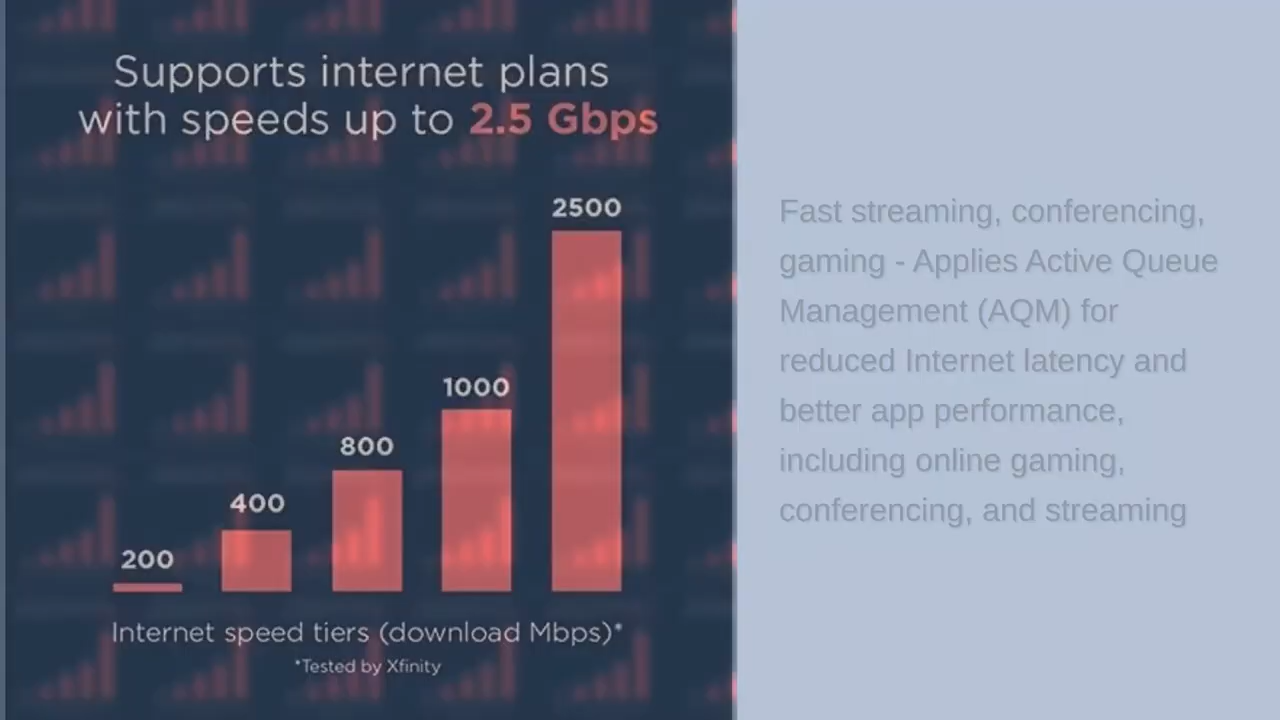 Supports internet plans
with speeds up to 2.5 Gbps
2500
1000
800
400
200
Internet speed tiers (download Mbps)*
*Tested by Xfinity
Fast streaming, conferencing,
gaming - Applies Active Queue
Management (AQM) for
reduced Internet latency and
better app performance,
including online gaming,
conferencing, and streaming